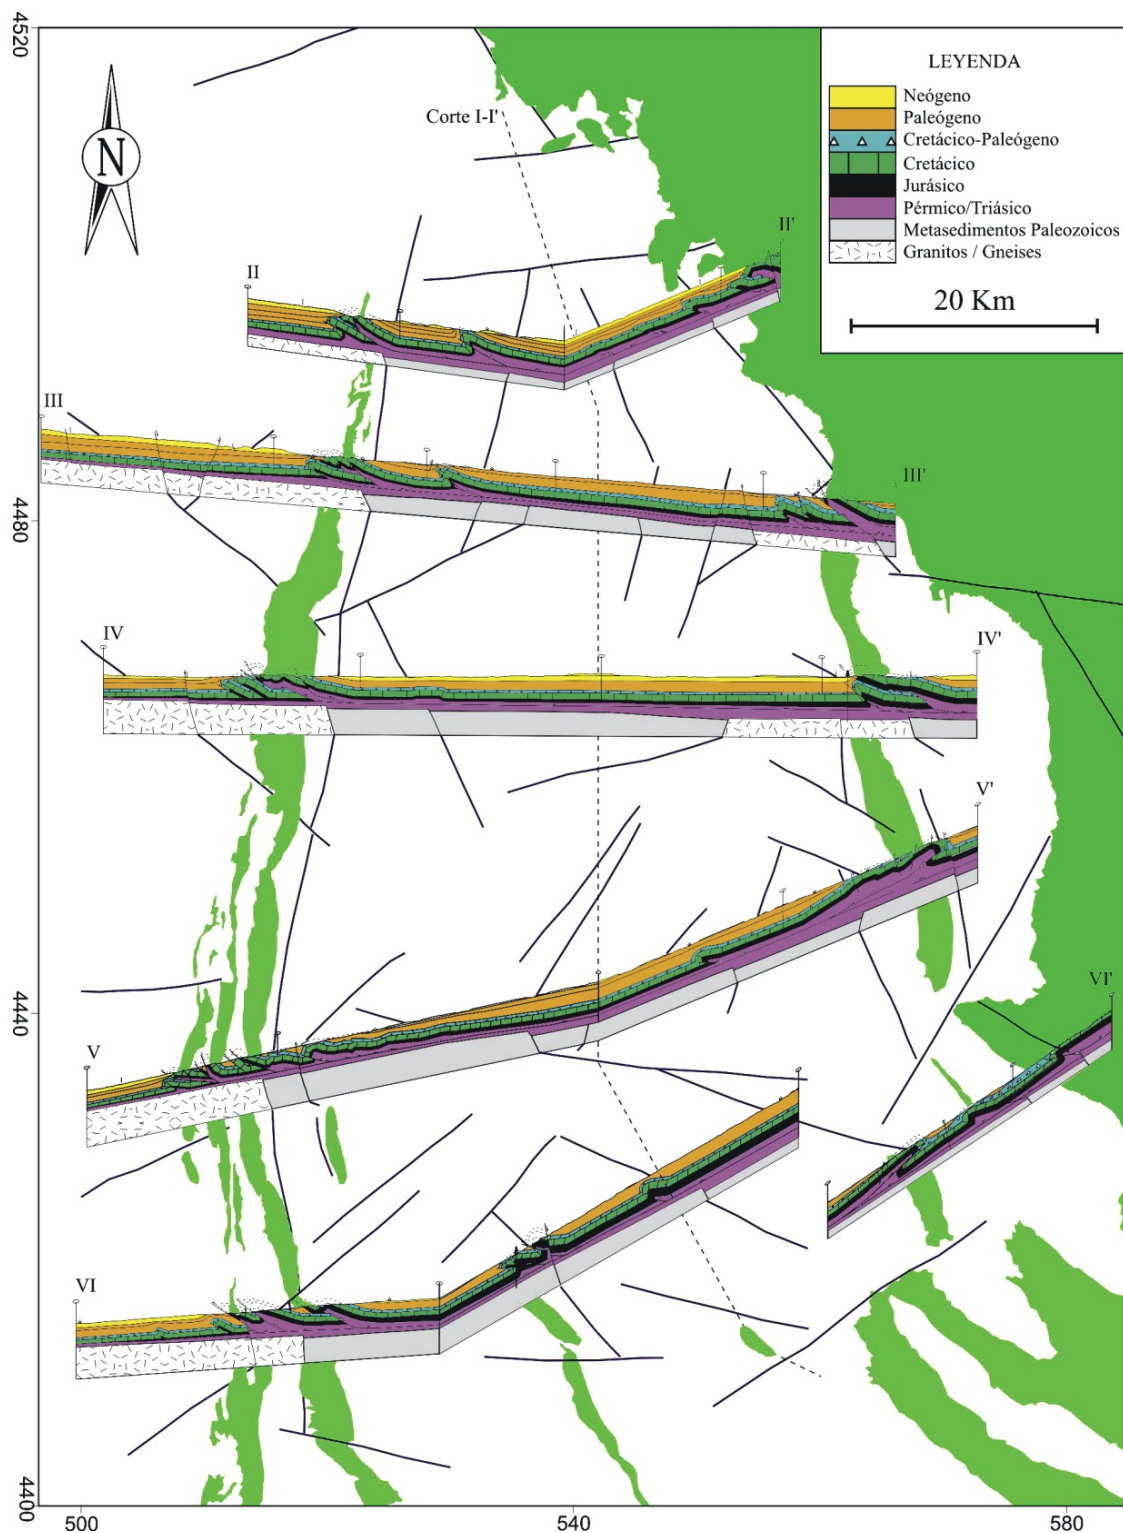 4520
LEYENDA
Neógeno
Paleógeno
Cretácico-Paleógeno
Cretácico
Jurásico
Pérmico/Triásico
Metasedimentos Paleozoicos
Granitos / Gneises
20 Km
N
Corte I-I'
II
II'
III
III'
4480
IV
IV'
V'
4440
V
VI'
VI
4400
500
540
580